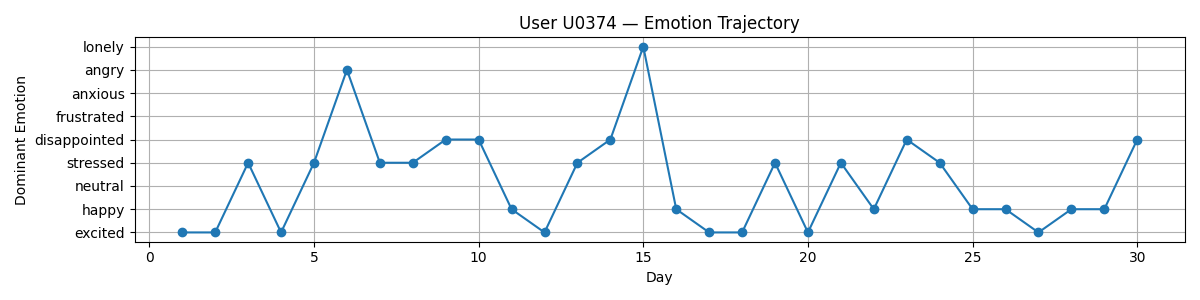 User U0374 — Emotion Trajectory
Dominant Emotion
lonely
angry
anxious
frustrated
disappointed
stressed
neutral
happy
excited
0 5 10 15 20 25 30
Day